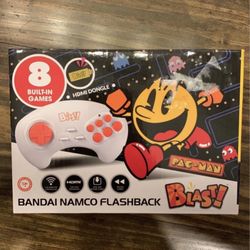 8
BUILT-IN
GAMES
HDMI DONGLE
Blast!
PAC-MAN
BLAST!
BANDAI NAMCO FLASHBACK